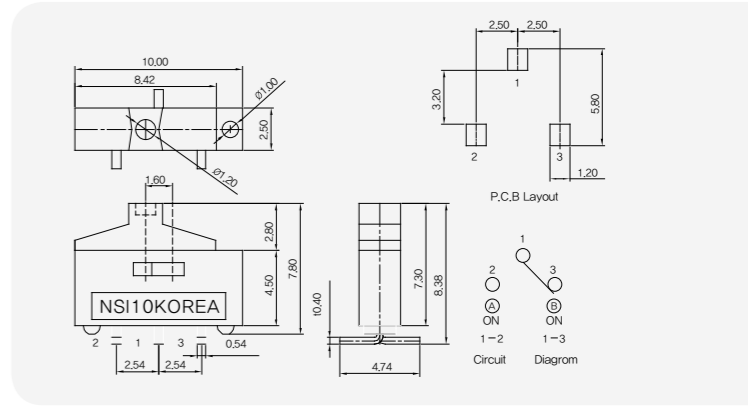 10.00
8.42
Ø1.00
2.50
Ø1.20
1.60
2.80
7.80
4.50
NSI10KOREA
2 1 3 0.54
2.54 2.54
7.30
8.38
t0.40
4.74
2.50 2.50
1
3.20
5.80
2 3
1.20
P.C.B Layout
1
2 3
A B
ON ON
1-2 1-3
Circuit Diagrom